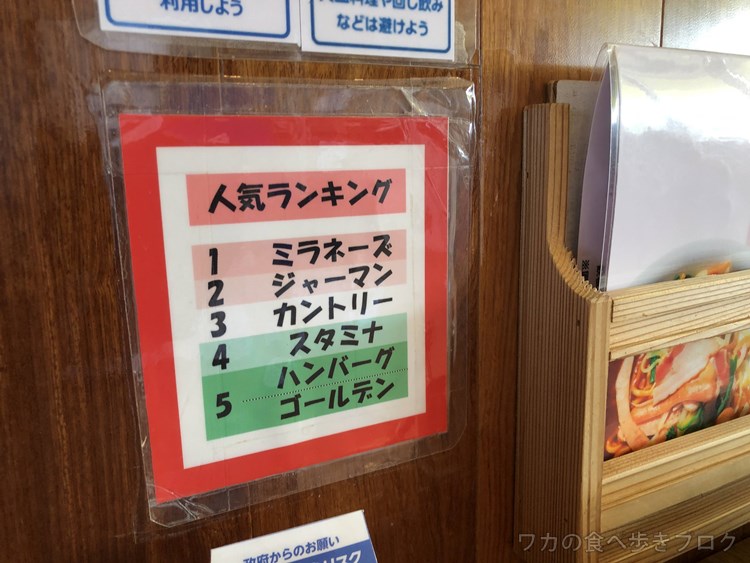 利用しよう
などは避けよう
人気ランキング
1 ミラネーズ
2 ジャーマン
3 カントリー
4 スタミナ
ハンバーグ
5 ゴールデン
政府からのお願い
リスク
ワカの食べ歩きブログ